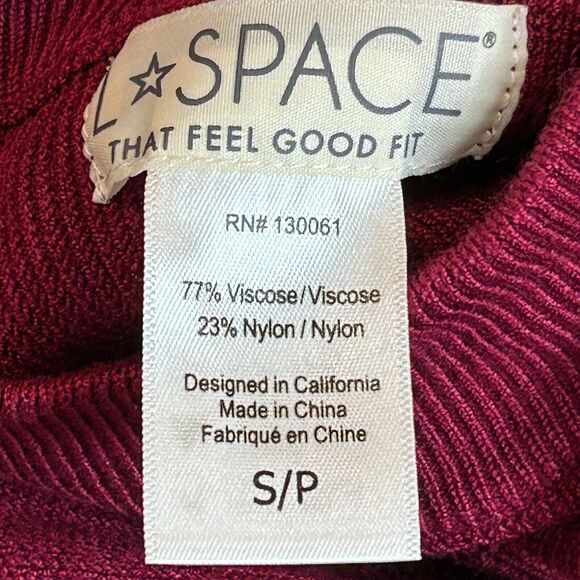 L☆SPACE®
THAT FEEL GOOD FIT
RN# 130061
77% Viscose/Viscose
23% Nylon / Nylon
Designed in California
Made in China
Fabriqué en Chine
S/P